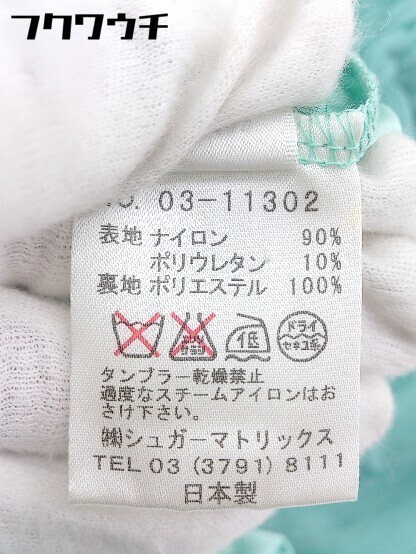 フクワウチ
03-11302
表地 ナイロン 90%
ポリウレタン 10%
裏地 ポリエステル 100%
低
ドライ
セキユ系
タンブラー乾燥禁止
過度なスチームアイロンはお
さけ下さい。
㈱シュガーマトリックス
TEL 03 (3791) 8111
日本製